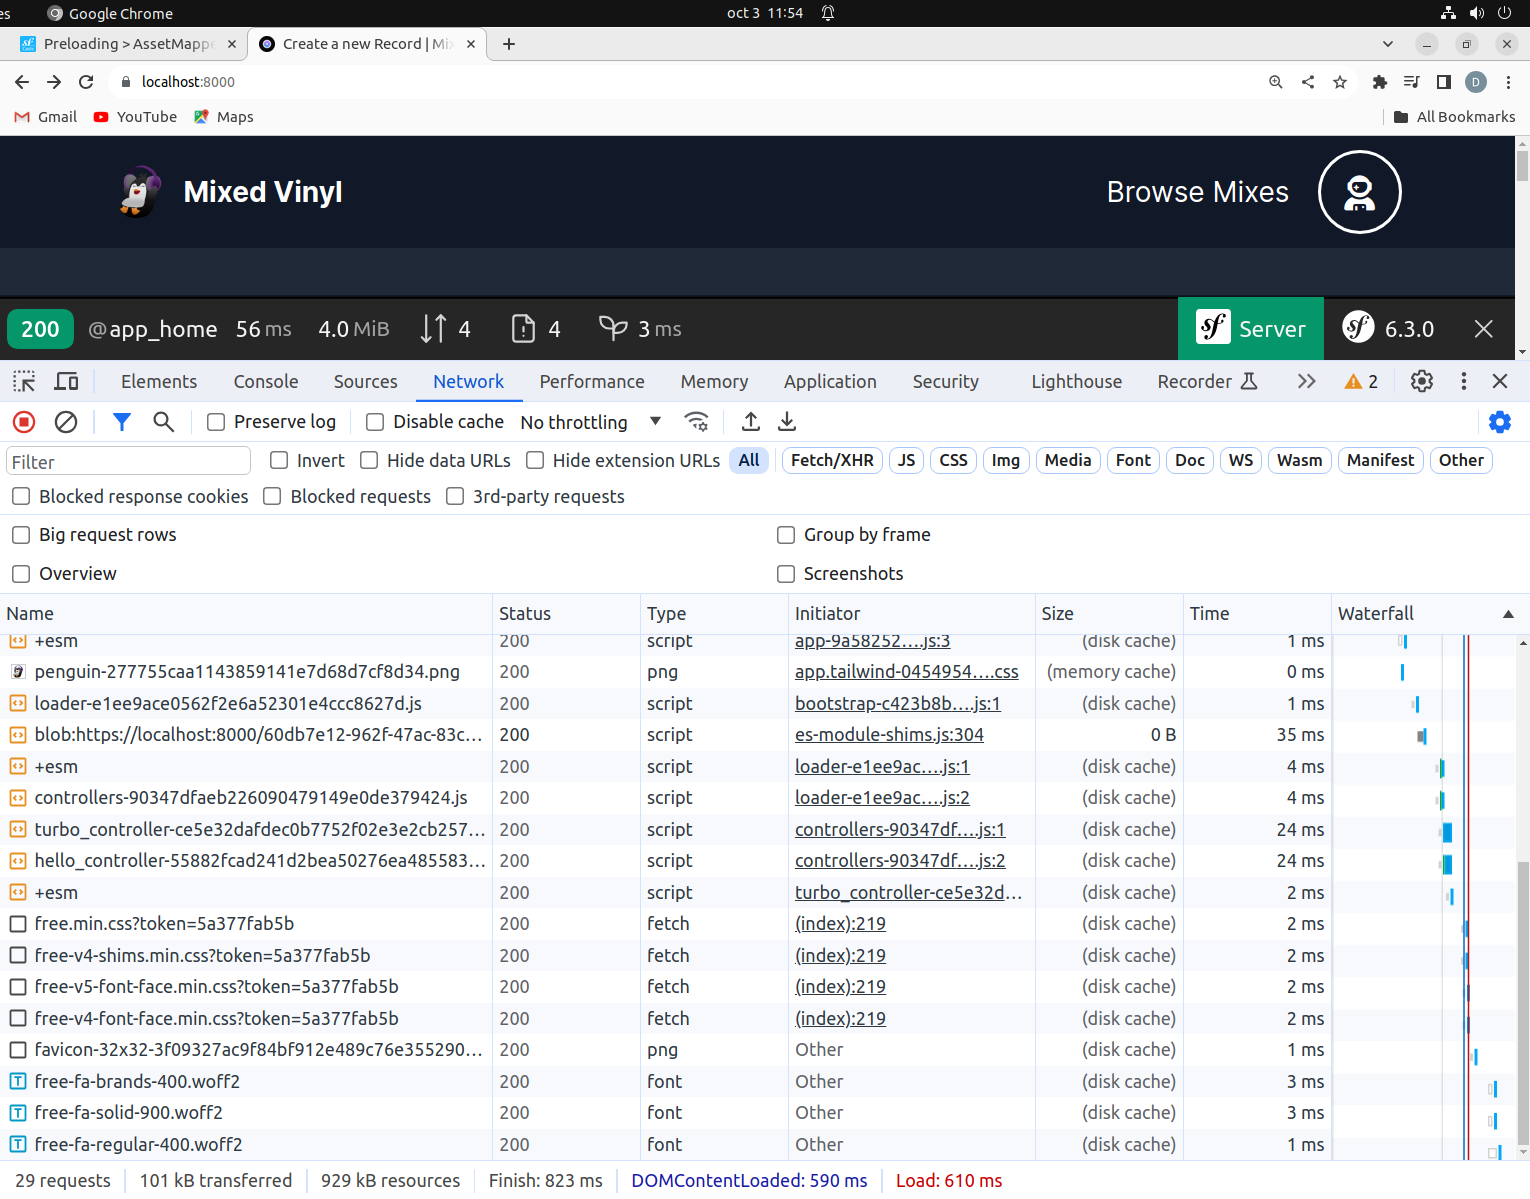 es Google Chrome oct 3 11:54
Preloading > AssetMappe Create a new Record | Mix
localhost:8000 D
Gmail YouTube Maps All Bookmarks
Mixed Vinyl Browse Mixes
200 @app_home 56 ms 4.0 MiB 4 4 3 ms sf Server sf 6.3.0
Elements Console Sources Network Performance Memory Application Security Lighthouse Recorder 2
Preserve log Disable cache No throttling
Filter Invert Hide data URLs Hide extension URLs All Fetch/XHR JS CSS Img Media Font Doc WS Wasm Manifest Other
Blocked response cookies Blocked requests 3rd-party requests
Big request rows Group by frame
Overview Screenshots
Name Status Type Initiator Size Time Waterfall
+esm 200 script app-9a58252….js:3 (disk cache) 1 ms
penguin-277755caa1143859141e7d68d7cf8d34.png 200 png app.tailwind-0454954….css (memory cache) 0 ms
loader-e1ee9ace0562f2e6a52301e4ccc8627d.js 200 script bootstrap-c423b8b….js:1 (disk cache) 1 ms
blob:https://localhost:8000/60db7e12-962f-47ac-83c… 200 script es-module-shims.js:304 0 B 35 ms
+esm 200 script loader-e1ee9ac….js:1 (disk cache) 4 ms
controllers-90347dfaeb226090479149e0de379424.js 200 script loader-e1ee9ac….js:2 (disk cache) 4 ms
turbo_controller-ce5e32dafdec0b7752f02e3e2cb257… 200 script controllers-90347df….js:1 (disk cache) 24 ms
hello_controller-55882fcad241d2bea50276ea485583… 200 script controllers-90347df….js:2 (disk cache) 24 ms
+esm 200 script turbo_controller-ce5e32d… (disk cache) 2 ms
free.min.css?token=5a377fab5b 200 fetch (index):219 (disk cache) 2 ms
free-v4-shims.min.css?token=5a377fab5b 200 fetch (index):219 (disk cache) 2 ms
free-v5-font-face.min.css?token=5a377fab5b 200 fetch (index):219 (disk cache) 2 ms
free-v4-font-face.min.css?token=5a377fab5b 200 fetch (index):219 (disk cache) 2 ms
favicon-32x32-3f09327ac9f84bf912e489c76e355290… 200 png Other (disk cache) 1 ms
free-fa-brands-400.woff2 200 font Other (disk cache) 3 ms
free-fa-solid-900.woff2 200 font Other (disk cache) 3 ms
free-fa-regular-400.woff2 200 font Other (disk cache) 1 ms
29 requests 101 kB transferred 929 kB resources Finish: 823 ms DOMContentLoaded: 590 ms Load: 610 ms